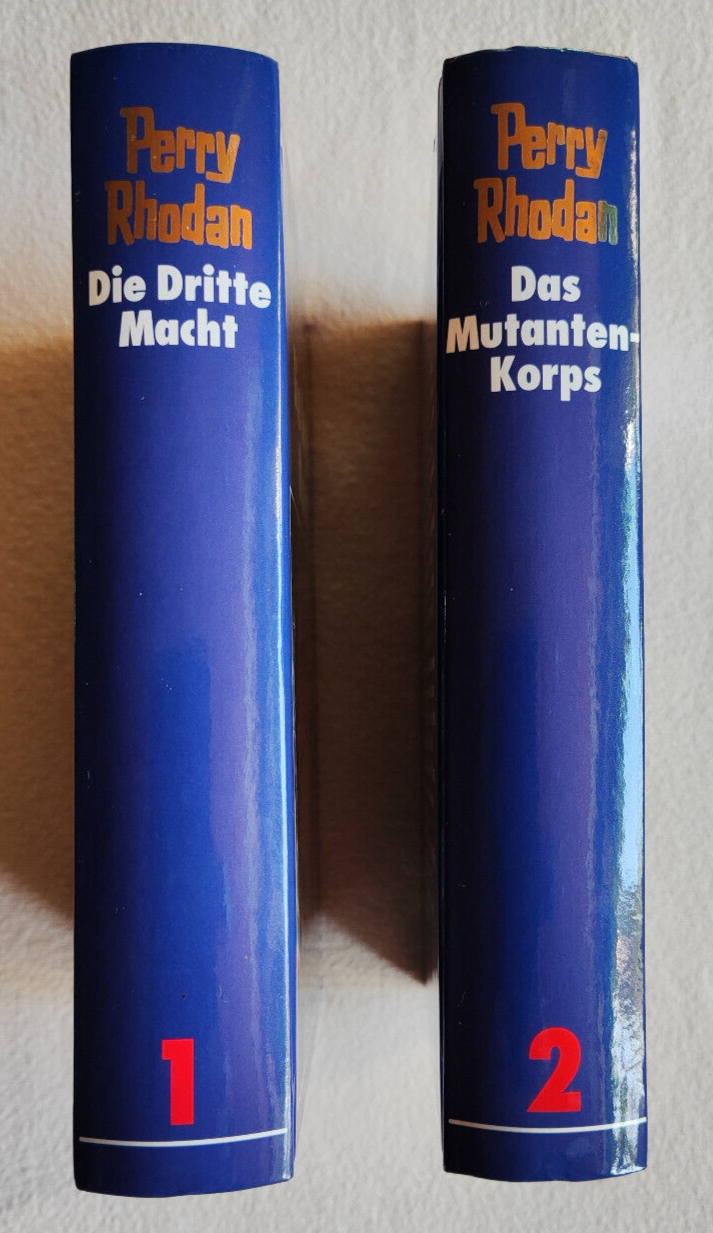 Perry
Rhodan
Die Dritte
Macht
1
Perry
Rhodan
Das
Mutanten-
Korps
2